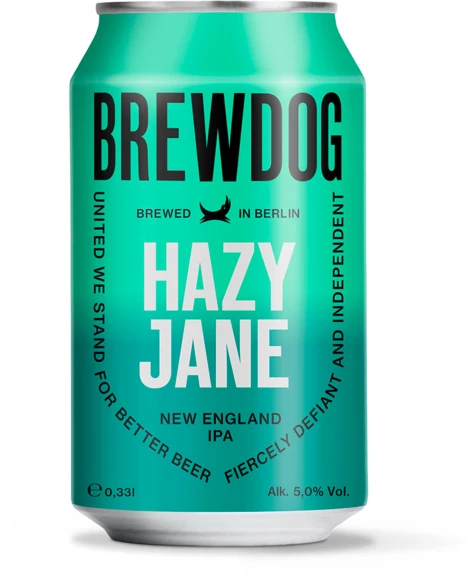 BREWDOG
BREWED IN BERLIN
HAZY
JANE
NEW ENGLAND
IPA
UNITED WE STAND FOR BETTER BEER
FIERCELY DEFIANT AND INDEPENDENT
℮0,33l
Alk. 5,0% Vol.